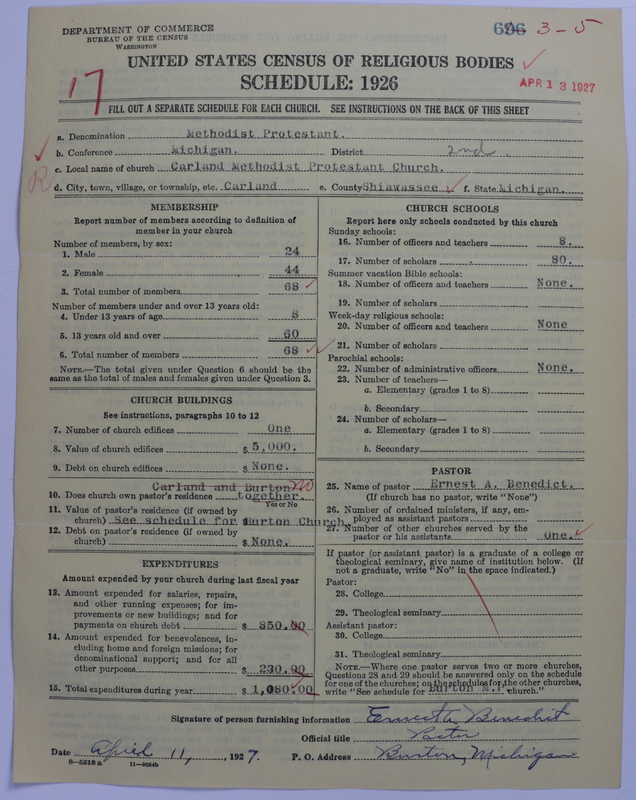 DEPARTMENT OF COMMERCE
BUREAU OF THE CENSUS
WASHINGTON
696 3-5
UNITED STATES CENSUS OF RELIGIOUS BODIES
SCHEDULE: 1926
APR 13 1927
17
FILL OUT A SEPARATE SCHEDULE FOR EACH CHURCH. SEE INSTRUCTIONS ON THE BACK OF THIS SHEET
a. Denomination Methodist Protestant.
b. Conference Michigan. District 2nd.
c. Local name of church Carland Methodist Protestant Church.
R
d. City, town, village, or township, etc. Carland e. County Shiawassee f. State Michigan.
MEMBERSHIP
Report number of members according to definition of
member in your church
Number of members, by sex:
1. Male 24
2. Female 44
3. Total number of members 68
Number of members under and over 13 years old:
4. Under 13 years of age 8
5. 13 years old and over 60
6. Total number of members 68
NOTE.—The total given under Question 6 should be the
same as the total of males and females given under Question 3.
CHURCH BUILDINGS
See instructions, paragraphs 10 to 12
7. Number of church edifices One
8. Value of church edifices $ 5,000.
9. Debt on church edifices $ None.
Carland and Burton no
10. Does church own pastor's residence together.
Yes or No
11. Value of pastor's residence (if owned by
church) See schedule for $ Burton Church.
12. Debt on pastor's residence (if owned by
church) $ None.
EXPENDITURES
Amount expended by your church during last fiscal year
13. Amount expended for salaries, repairs,
and other running expenses; for im-
provements or new buildings; and for
payments on church debt $ 850.00
14. Amount expended for benevolences, in-
cluding home and foreign missions; for
denominational support; and for all
other purposes $ 230.00
15. Total expenditures during year $ 1,080.00
CHURCH SCHOOLS
Report here only schools conducted by this church
Sunday schools:
16. Number of officers and teachers 8.
17. Number of scholars 80.
Summer vacation Bible schools:
18. Number of officers and teachers None.
19. Number of scholars
Week-day religious schools:
20. Number of officers and teachers None
21. Number of scholars
Parochial schools:
22. Number of administrative officers None.
23. Number of teachers—
a. Elementary (grades 1 to 8)
b. Secondary
24. Number of scholars—
a. Elementary (grades 1 to 8)
b. Secondary
PASTOR
25. Name of pastor Ernest A. Benedict.
(If church has no pastor, write "None")
26. Number of ordained ministers, if any, em-
ployed as assistant pastors
27. Number of other churches served by the
pastor or his assistants One.
If pastor (or assistant pastor) is a graduate of a college or
theological seminary, give name of institution below. (If
not a graduate, write "No" in the space indicated.)
Pastor:
28. College
29. Theological seminary
Assistant pastor:
30. College
31. Theological seminary
NOTE.—Where one pastor serves two or more churches,
Questions 28 and 29 should be answered only on the schedule
for one of the churches; on the schedules for the other churches,
write "See schedule for Burton M.P. church."
Signature of person furnishing information Ernest A Benedict
Official title Pastor
Date April 11, 1927. P. O. Address Burton, Michigan
8—5518a 11—9054b